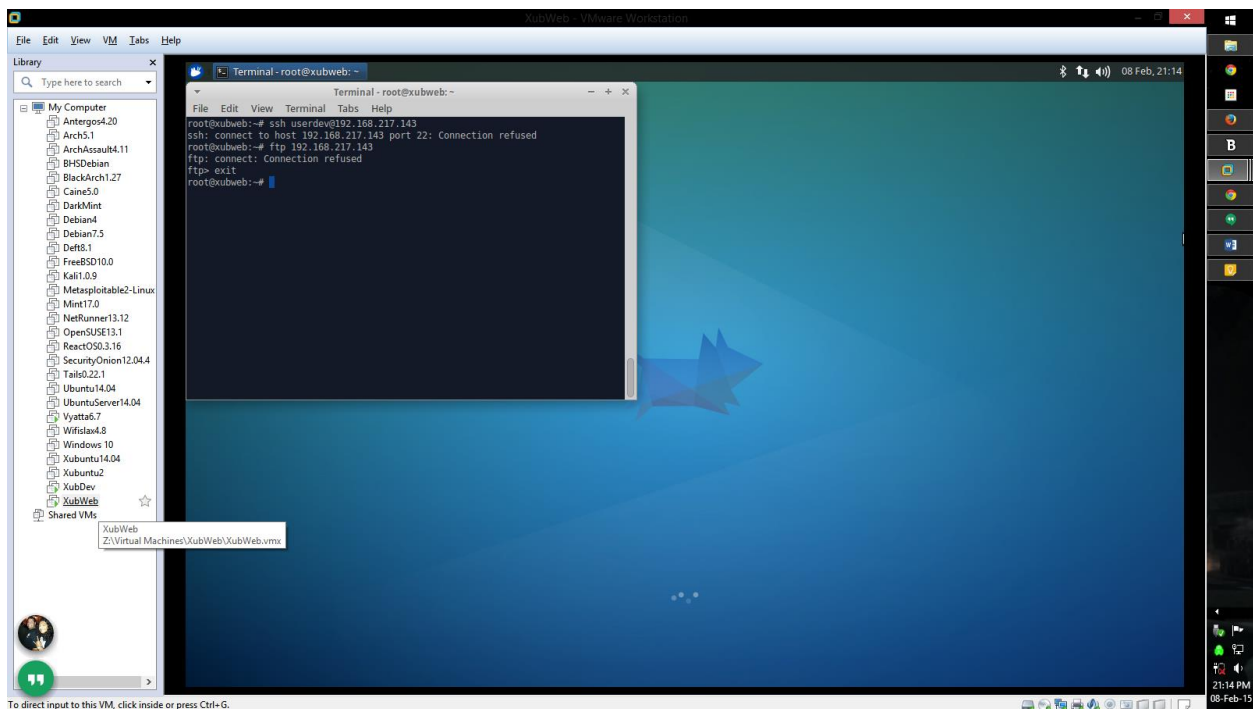 XubWeb - VMware Workstation
File Edit View VM Tabs Help
Library x
Type here to search
My Computer
Antergos4.20
Arch5.1
ArchAssault4.11
BHSDebian
BlackArch1.27
Caine5.0
DarkMint
Debian4
Debian7.5
Deft8.1
FreeBSD10.0
Kali1.0.9
Metasploitable2-Linux
Mint17.0
NetRunner13.12
OpenSUSE13.1
ReactOS0.3.16
SecurityOnion12.04.4
Tails0.22.1
Ubuntu14.04
UbuntuServer14.04
Vyatta6.7
Wifislax4.8
Windows 10
Xubuntu14.04
Xubuntu2
XubDev
XubWeb
Shared VMs
XubWeb
Z:\Virtual Machines\XubWeb\XubWeb.vmx
Terminal - root@xubweb: ~
08 Feb, 21:14
Terminal - root@xubweb: ~
File Edit View Terminal Tabs Help
root@xubweb:~# ssh userdev@192.168.217.143
ssh: connect to host 192.168.217.143 port 22: Connection refused
root@xubweb:~# ftp 192.168.217.143
ftp: connect: Connection refused
ftp> exit
root@xubweb:~#
B
21:14 PM
08-Feb-15
To direct input to this VM, click inside or press Ctrl+G.